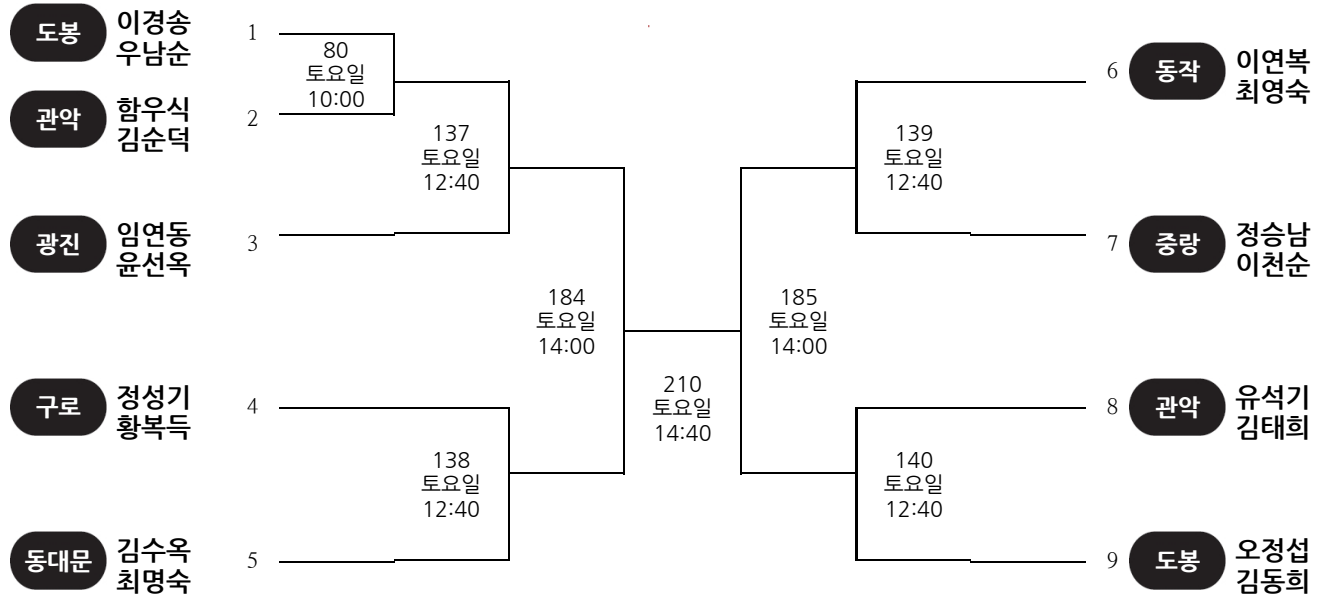 도봉
이경송
우남순
1
80
토요일
10:00
관악
함우식
김순덕
2
137
토요일
12:40
광진
임연동
윤선옥
3
184
토요일
14:00
구로
정성기
황복득
4
138
토요일
12:40
동대문
김수옥
최명숙
5
210
토요일
14:40
6
동작
이연복
최영숙
139
토요일
12:40
7
중랑
정승남
이천순
185
토요일
14:00
8
관악
유석기
김태희
140
토요일
12:40
9
도봉
오정섭
김동희